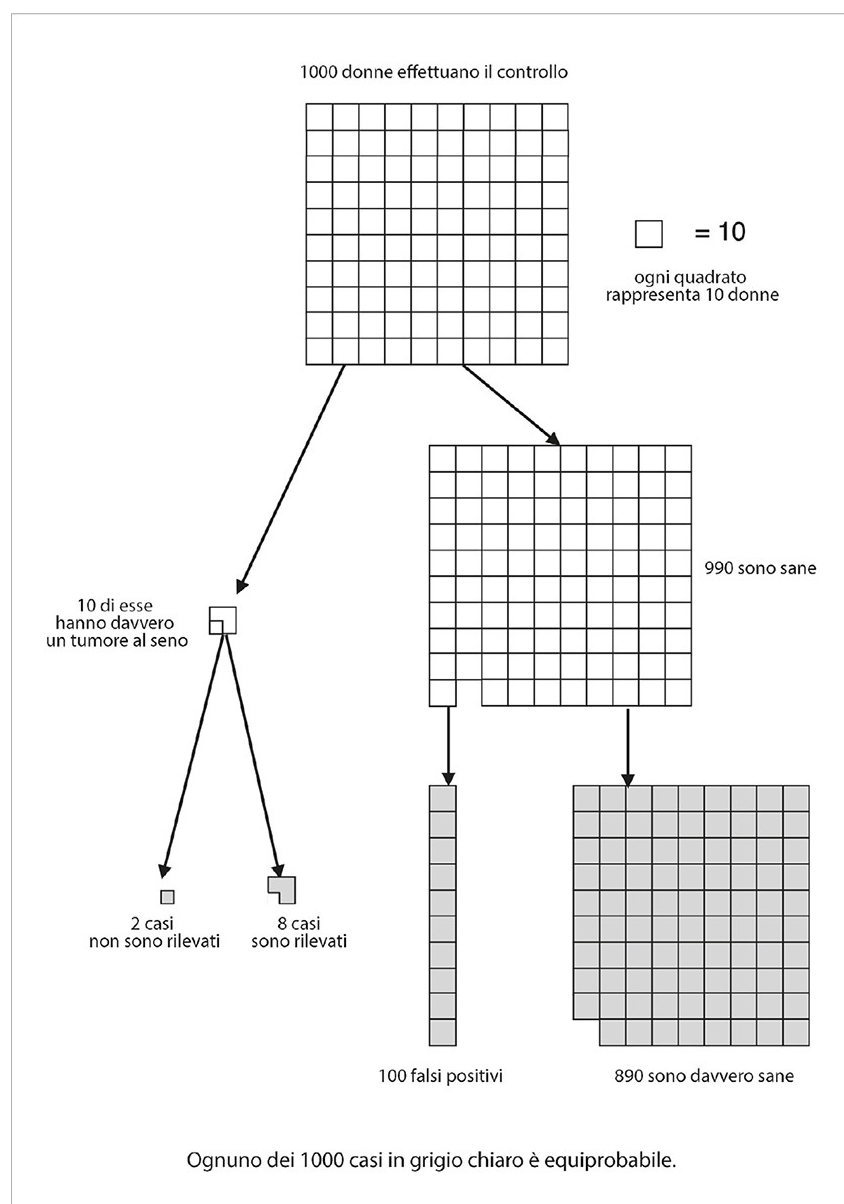 1000 donne effettuano il controllo
= 10
ogni quadrato
rappresenta 10 donne
990 sono sane
10 di esse
hanno davvero
un tumore al seno
2 casi
non sono rilevati
8 casi
sono rilevati
100 falsi positivi
890 sono davvero sane
Ognuno dei 1000 casi in grigio chiaro è equiprobabile.